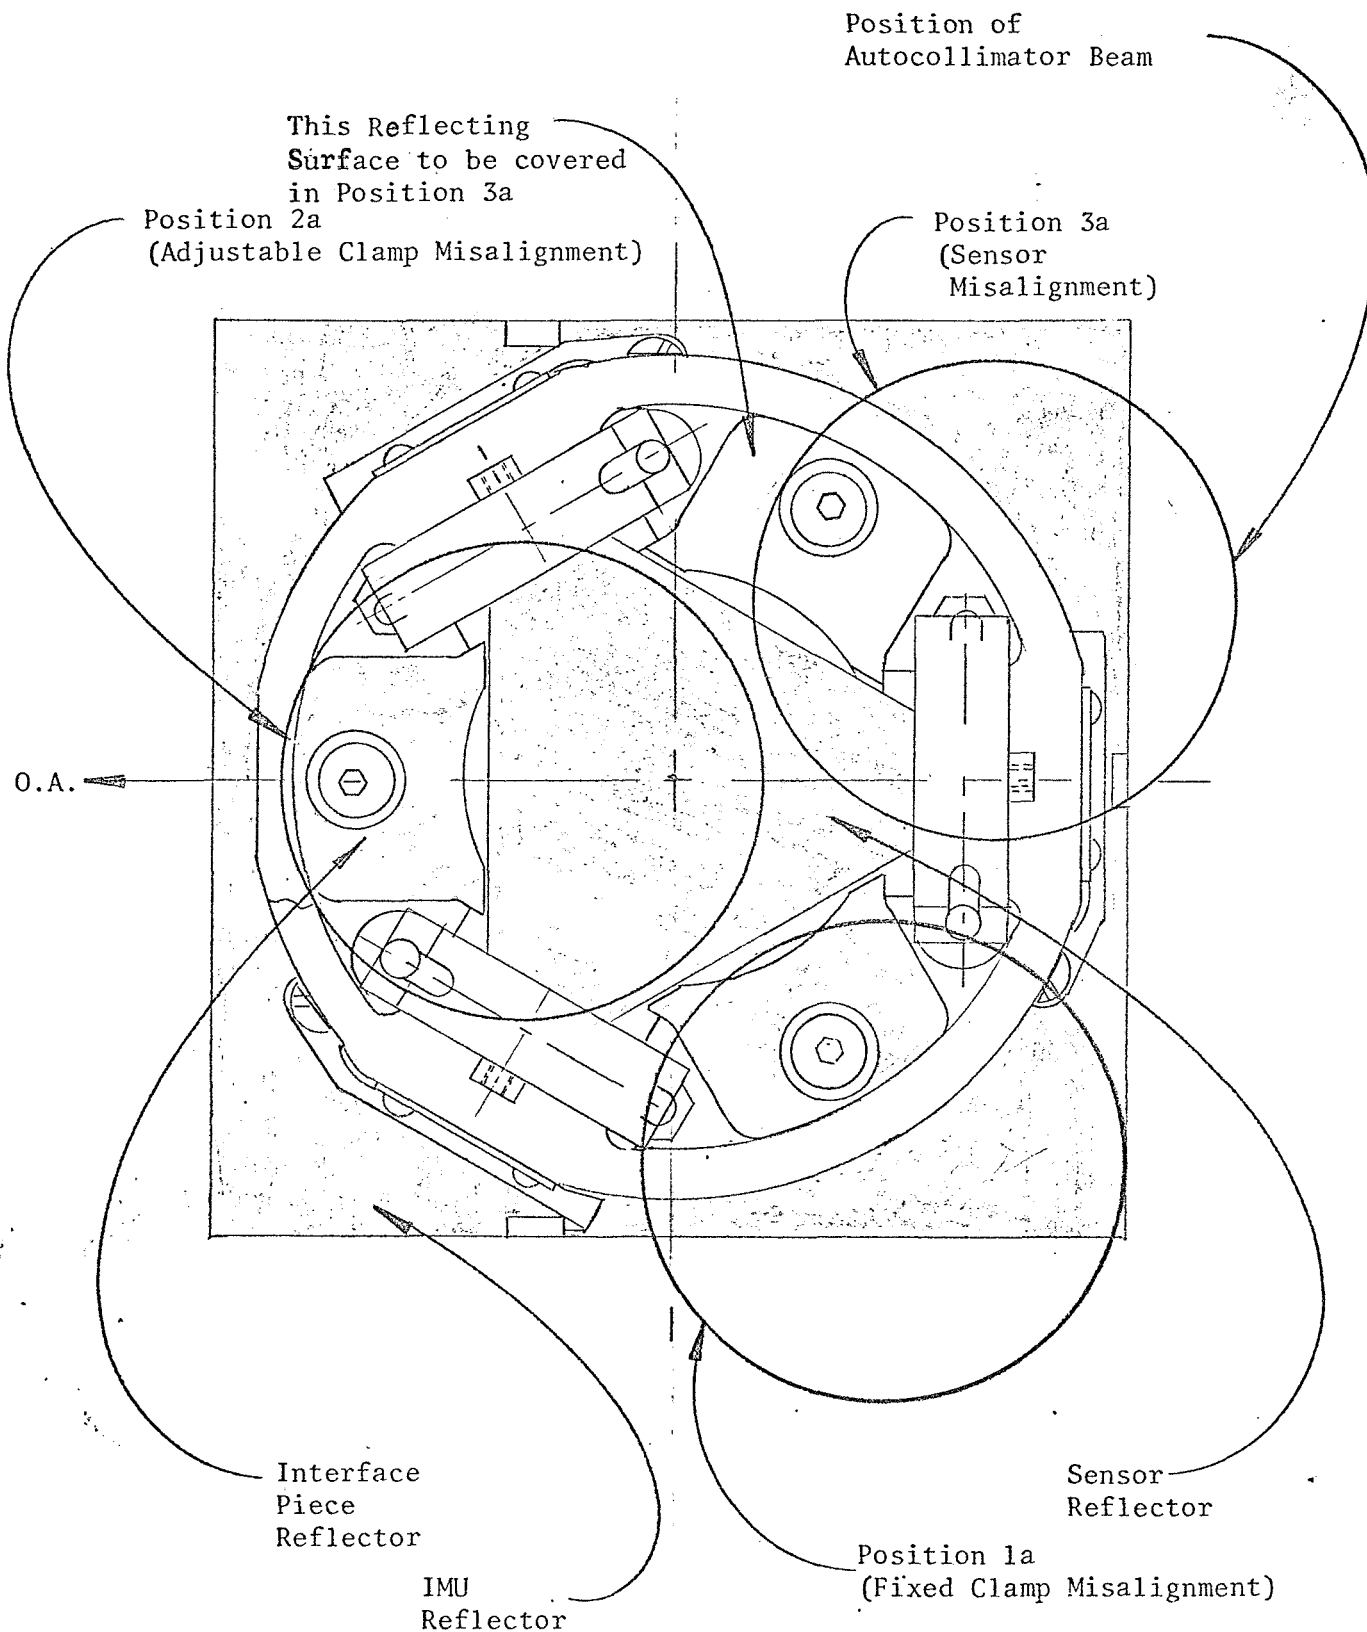 Position of
Autocollimator Beam
This Reflecting
Surface to be covered
in Position 3a
Position 2a
(Adjustable Clamp Misalignment)
Position 3a
(Sensor
Misalignment)
O.A.
Interface
Piece
Reflector
Sensor
Reflector
Position 1a
(Fixed Clamp Misalignment)
IMU
Reflector